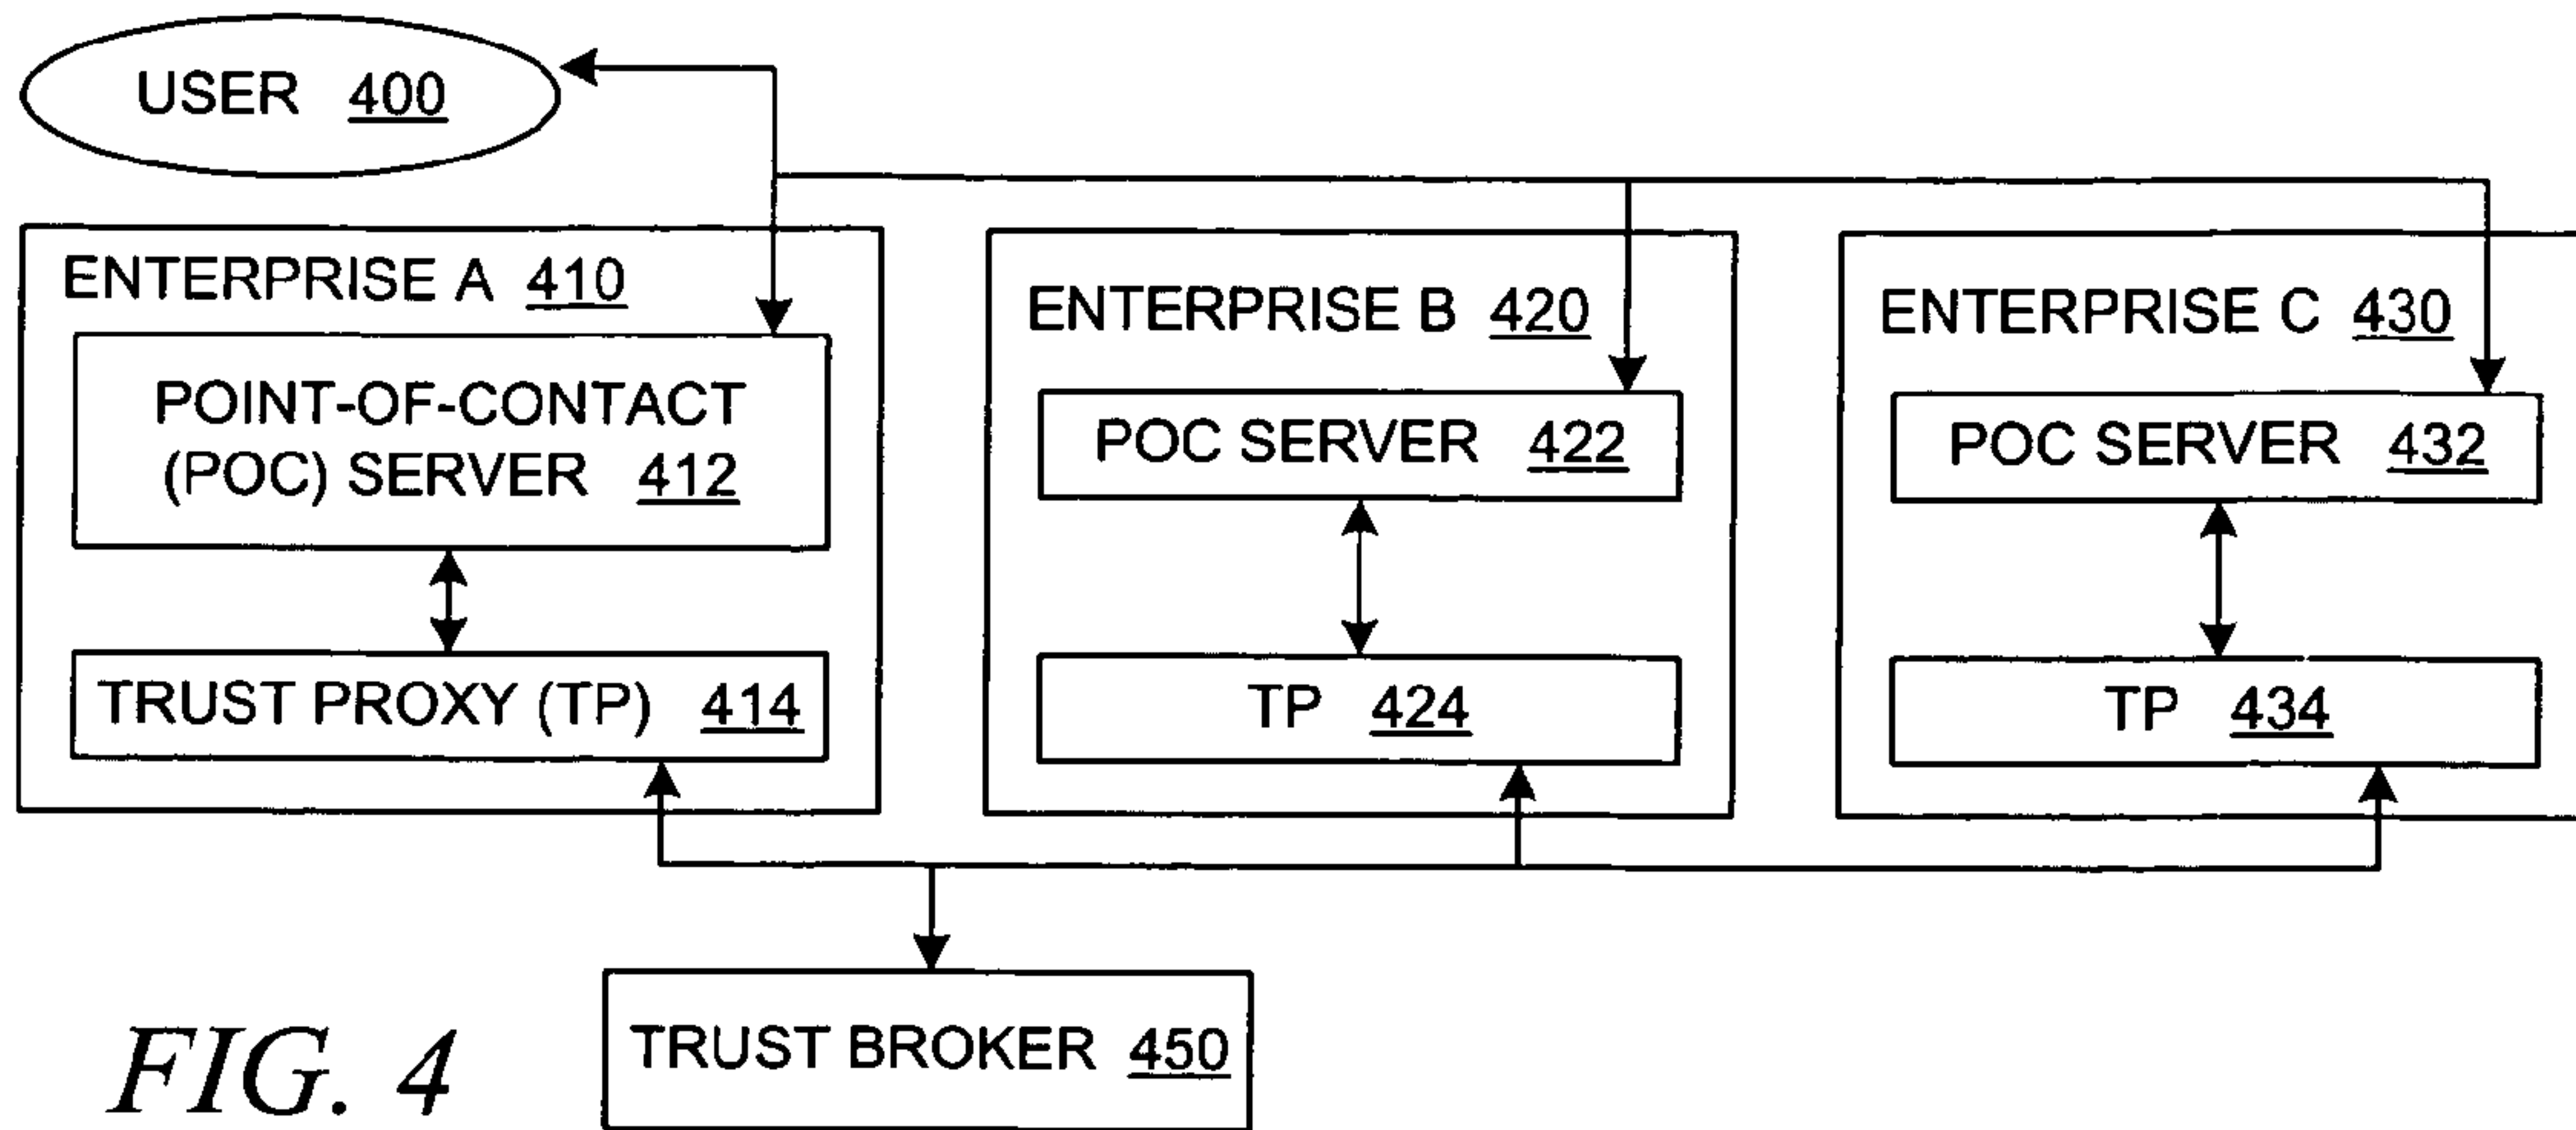 USER 400
ENTERPRISE A 410
POINT-OF-CONTACT
(POC) SERVER 412
TRUST PROXY (TP) 414
ENTERPRISE B 420
POC SERVER 422
TP 424
ENTERPRISE C 430
POC SERVER 432
TP 434
TRUST BROKER 450
FIG. 4